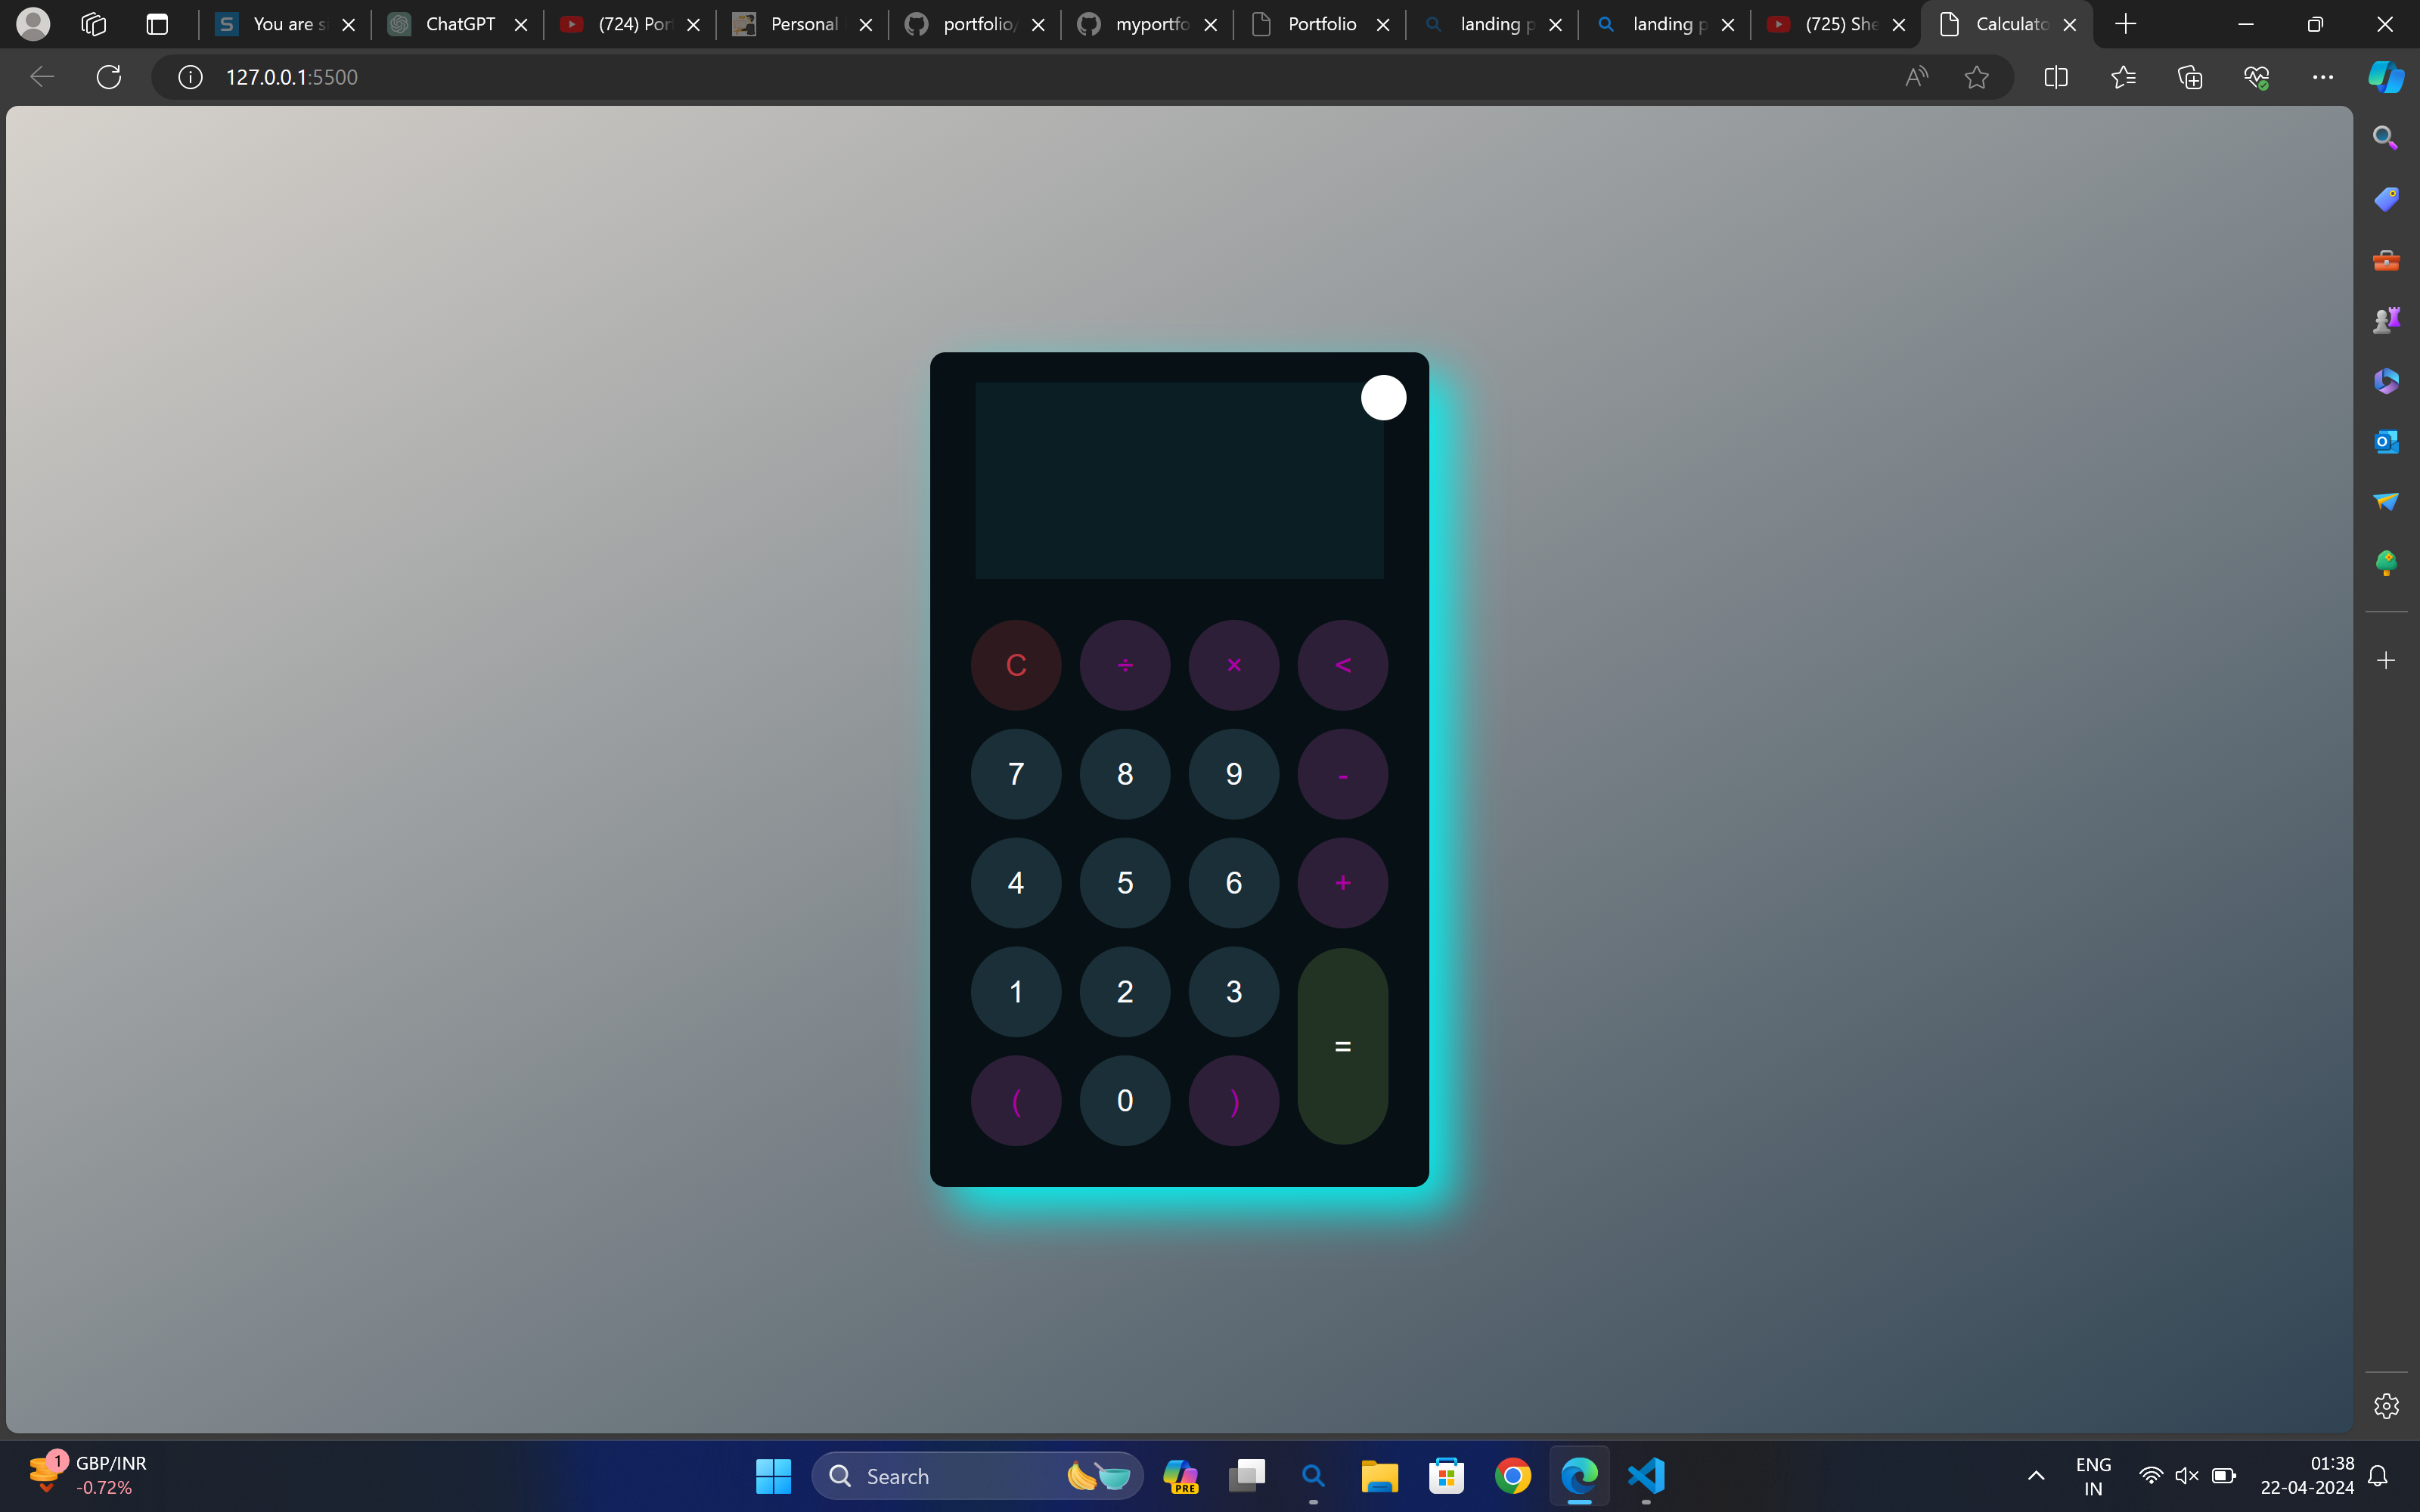 You are s
ChatGPT
(724) Por
Personal
portfolio/
myportfo
Portfolio
landing p
landing p
(725) She
Calculato
127.0.0.1:5500
C ÷ × <
7 8 9 -
4 5 6 +
1 2 3
=
( 0 )
1
GBP/INR
-0.72%
Search
PRE
ENG
IN
01:38
22-04-2024